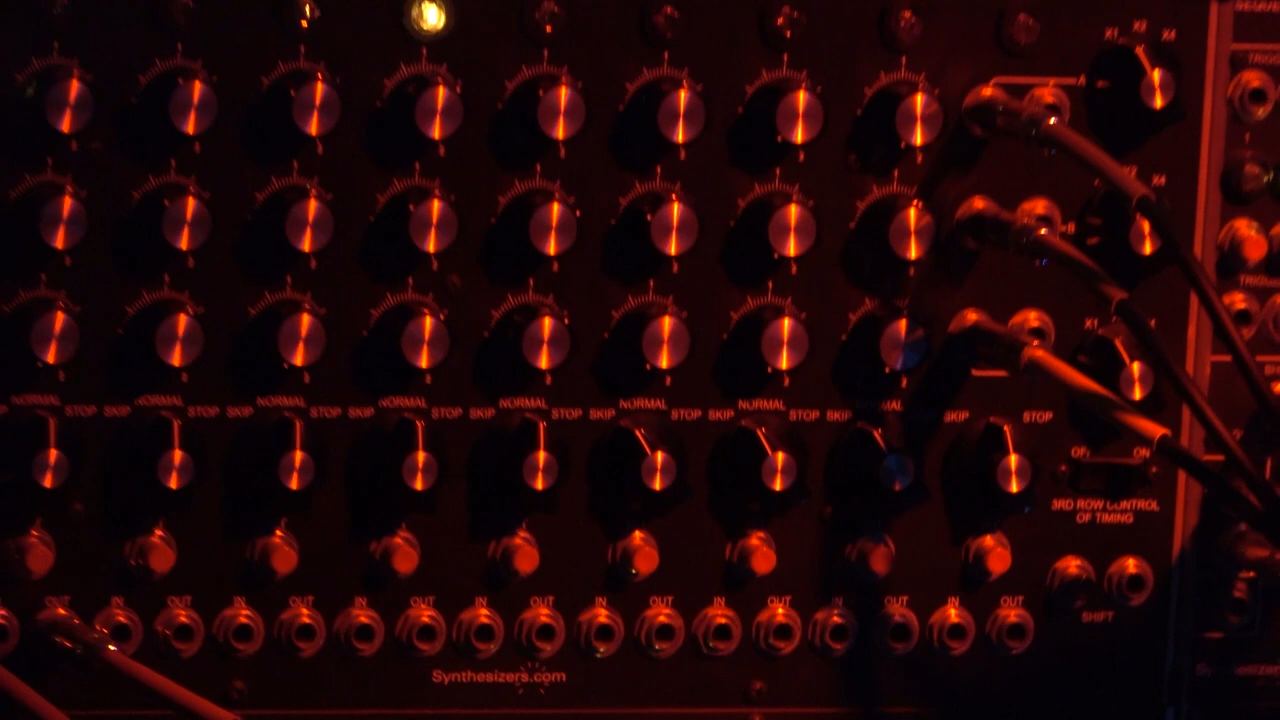 X1 X2 X4
X4
X1
NORMAL NORMAL NORMAL NORMAL NORMAL NORMAL NORMAL
STOP SKIP STOP SKIP STOP SKIP STOP SKIP STOP SKIP STOP SKIP STOP SKIP SKIP STOP
ON
3RD ROW CONTROL
OF TIMING
OUT IN OUT IN OUT IN OUT IN OUT IN OUT IN OUT IN OUT IN OUT
SHIFT
Synthesizers.com